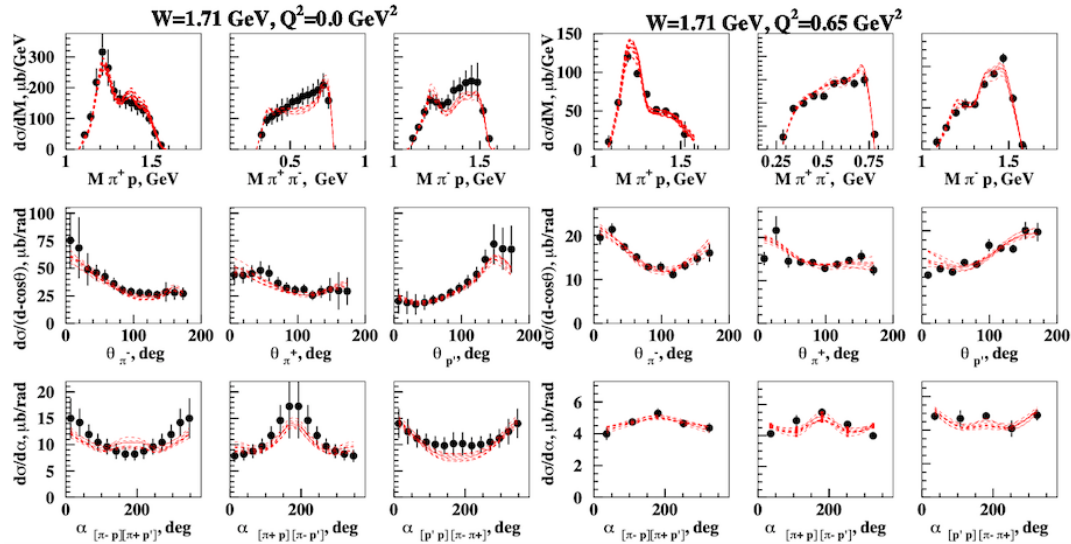 W=1.71 GeV, Q²=0.0 GeV²
W=1.71 GeV, Q²=0.65 GeV²
dσ/dM, μb/GeV
300
200
100
0
1
1.5
M π⁺ p, GeV
0.5
1
M π⁺ π⁻, GeV
1
1.5
M π⁻ p, GeV
dσ/dM, μb/GeV
150
100
50
0
1
1.5
M π⁺ p, GeV
0.25
0.5
0.75
M π⁺ π⁻, GeV
1
1.5
M π⁻ p, GeV
dσ/(d-cosθ), μb/rad
100
75
50
25
0
0
100
200
θ π⁻, deg
0
100
200
θ π⁺, deg
0
100
200
θ p', deg
dσ/(d-cosθ), μb/rad
20
10
0
0
100
200
θ π⁻, deg
0
100
200
θ π⁺, deg
0
100
200
θ p', deg
dσ/dα, μb/rad
20
15
10
5
0
0
200
α [π- p][π+ p'], deg
0
200
α [π+ p][π- p'], deg
0
200
α [p' p][π- π+], deg
dσ/dα, μb/rad
6
4
2
0
0
200
α [π- p][π+ p'], deg
0
200
α [π+ p][π- p'], deg
0
200
α [p' p][π- π+], deg